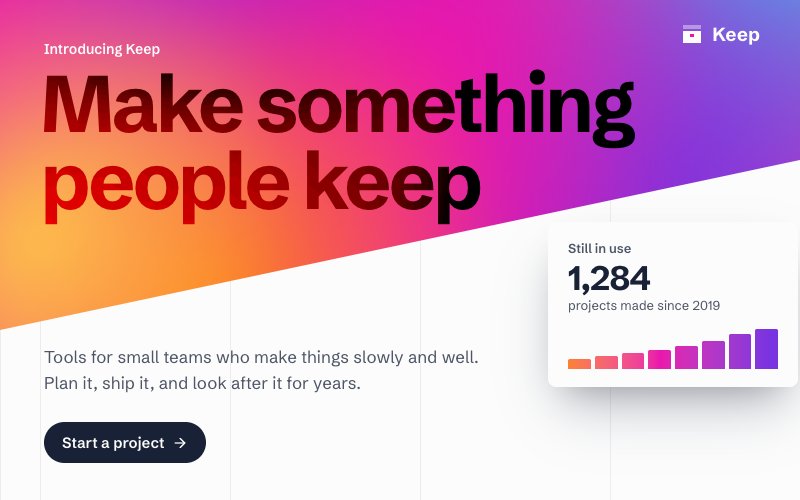 Introducing Keep
Keep
Make something
people keep
Still in use
1,284
projects made since 2019
Tools for small teams who make things slowly and well.
Plan it, ship it, and look after it for years.
Start a project →